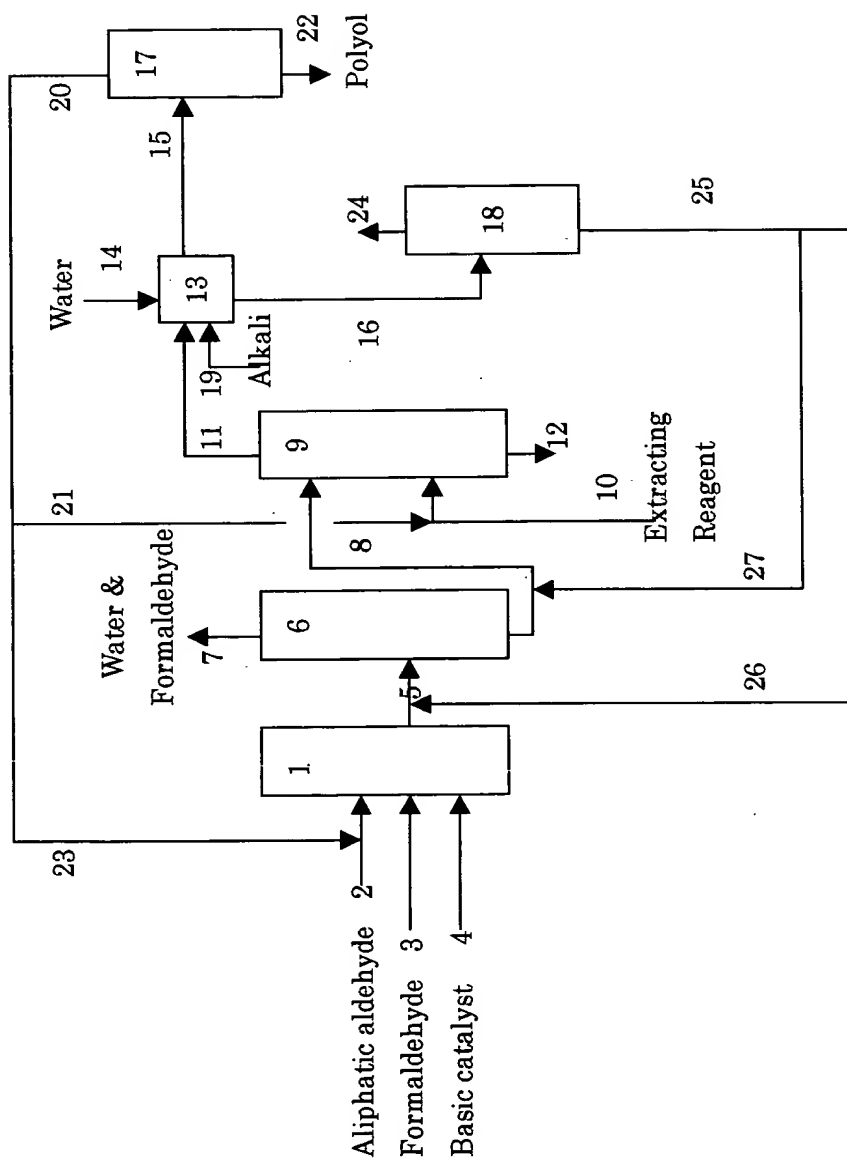 23
21
20
Water
14
Water &
Formaldehyde
7
15
17
22
Polyol
11
19
Alkali
13
1
5
6
8
9
12
16
24
18
25
Aliphatic aldehyde 2
Formaldehyde 3
Basic catalyst 4
10
Extracting
Reagent
26
27